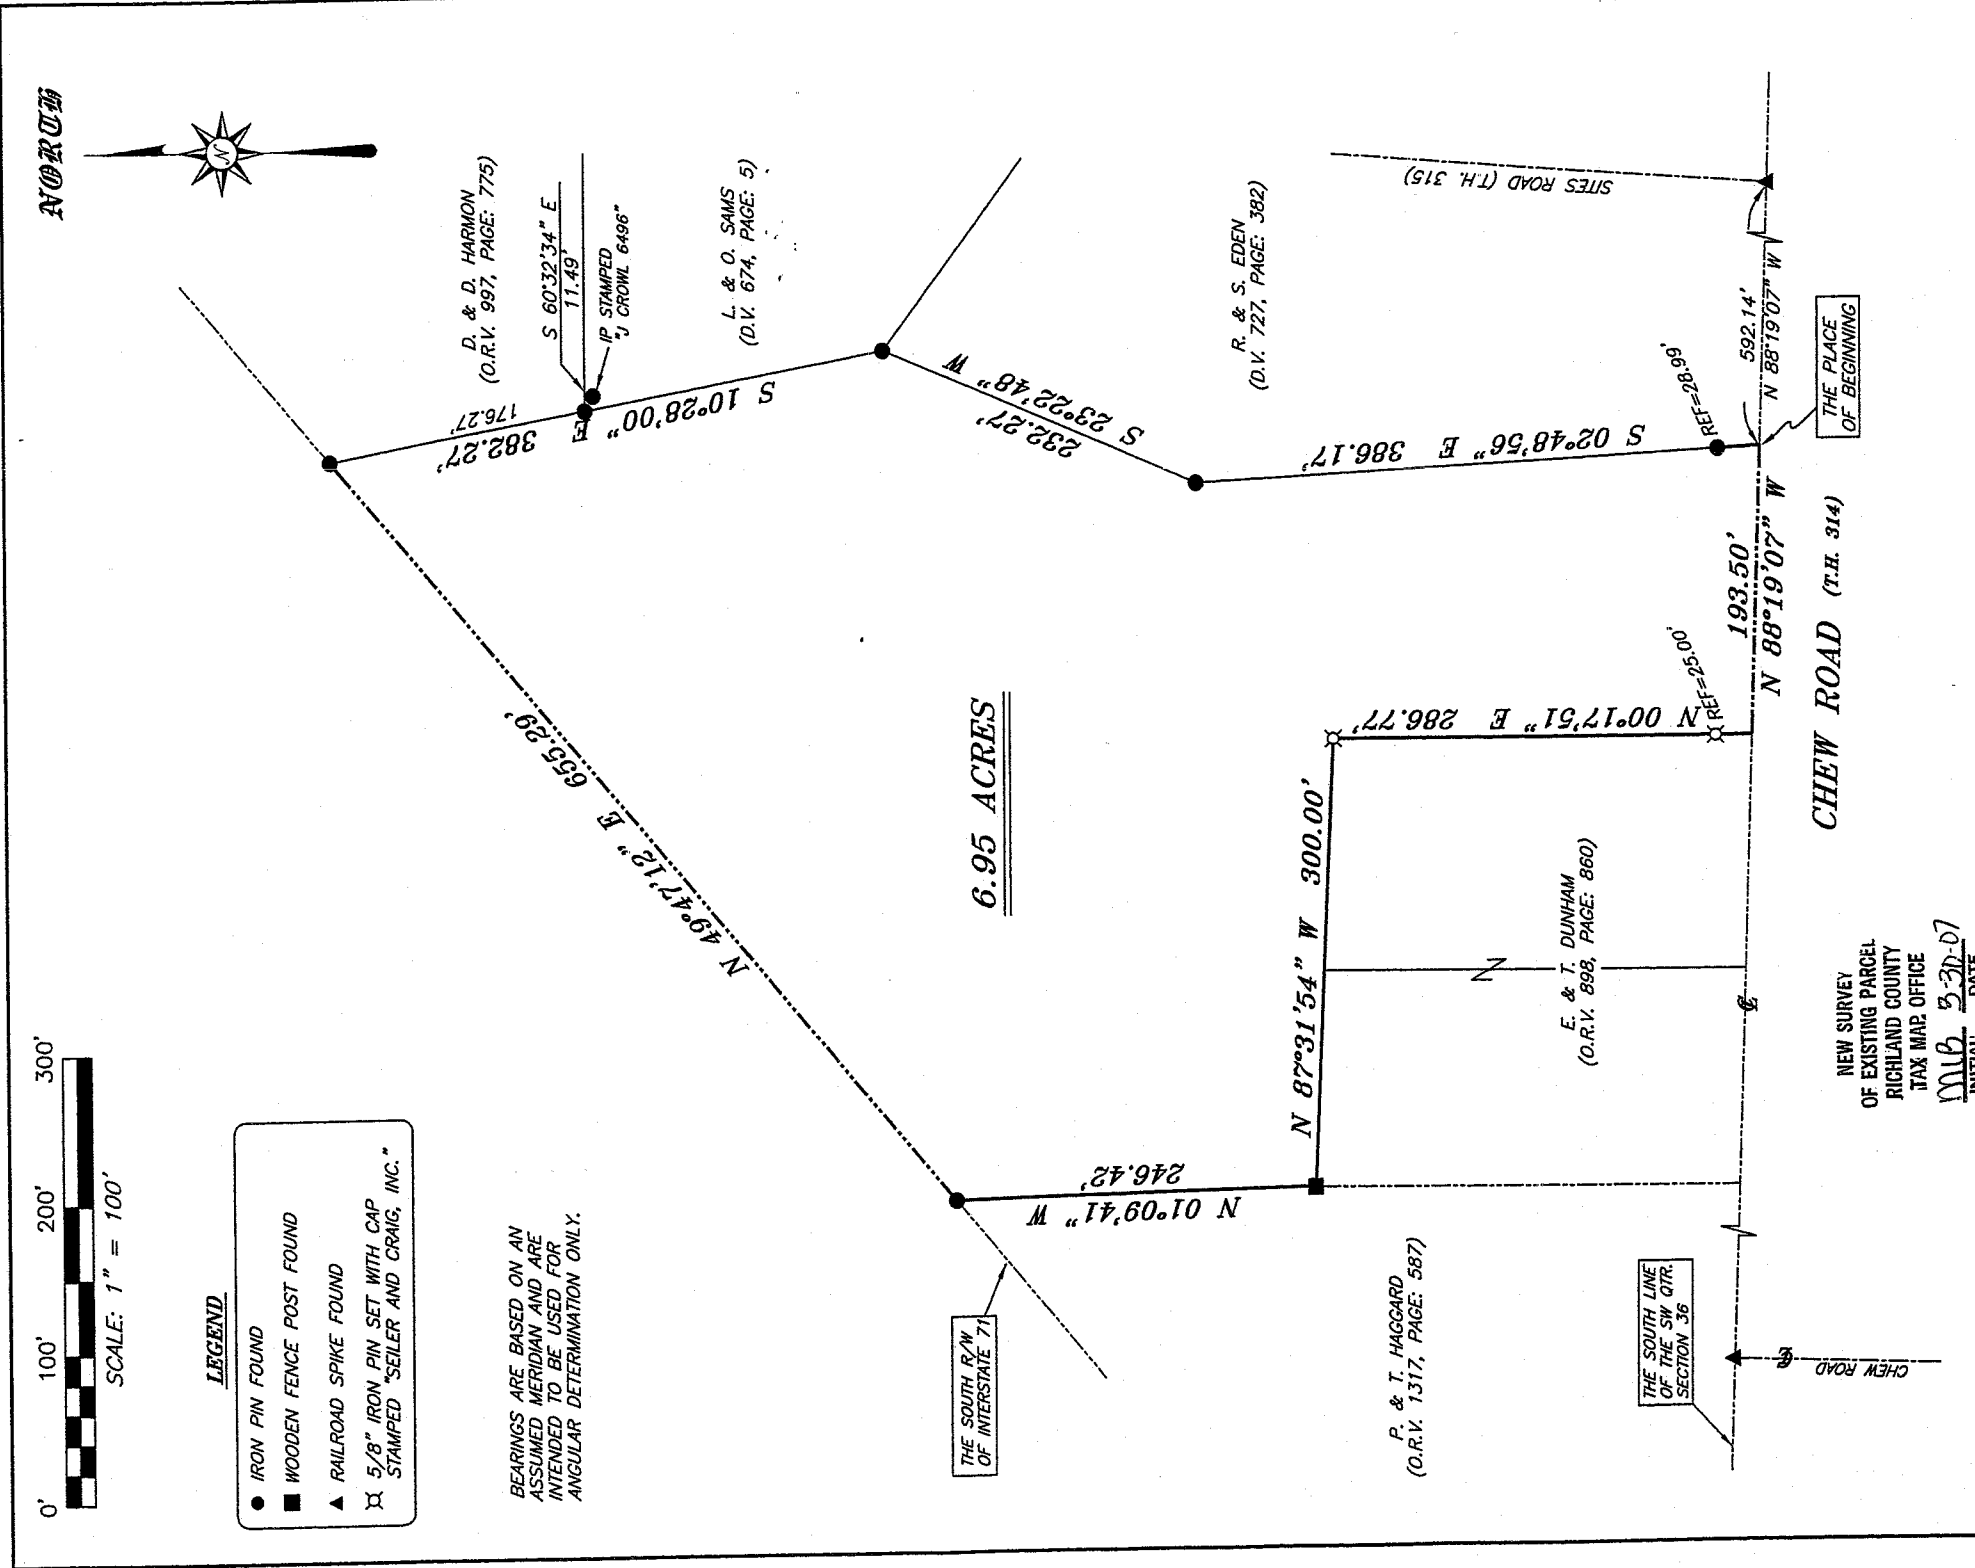 NORTH
0' 100' 200' 300'
SCALE: 1" = 100'
LEGEND
IRON PIN FOUND
WOODEN FENCE POST FOUND
RAILROAD SPIKE FOUND
5/8" IRON PIN SET WITH CAP
STAMPED "SEILER AND CRAIG, INC."
BEARINGS ARE BASED ON AN
ASSUMED MERIDIAN AND ARE
INTENDED TO BE USED FOR
ANGULAR DETERMINATION ONLY.
N
D. & D. HARMON
(O.R.V. 997, PAGE: 775)
S 60°32'34" E
11.49'
IP STAMPED
"J CROWL 6496"
L. & O. SAMS
(D.V. 674, PAGE: 5)
176.27'
382.27'
S 10°28'00" E
S 23°22'48" W
232.27'
R. & S. EDEN
(D.V. 727, PAGE: 382)
SITES ROAD (T.H. 315)
S 02°48'56" E 386.17'
REF=28.99'
592.14'
N 88°19'07" W
THE PLACE
OF BEGINNING
655.29'
N 49°47'12" E
6.95 ACRES
193.50'
N 88°19'07" W
CHEW ROAD (T.H. 314)
REF=25.00'
N 00°17'51" E 286.77'
N 87°31'54" W 300.00'
246.42'
N 01°09'41" W
E. & T. DUNHAM
(O.R.V. 898, PAGE: 860)
THE SOUTH R/W
OF INTERSTATE 71
P. & T. HAGGARD
(O.R.V. 1317, PAGE: 587)
THE SOUTH LINE
OF THE SW QTR.
SECTION 36
CHEW ROAD
NEW SURVEY
OF EXISTING PARCEL
RICHLAND COUNTY
TAX MAP OFFICE
MLB 3-30-07
INITIAL DATE